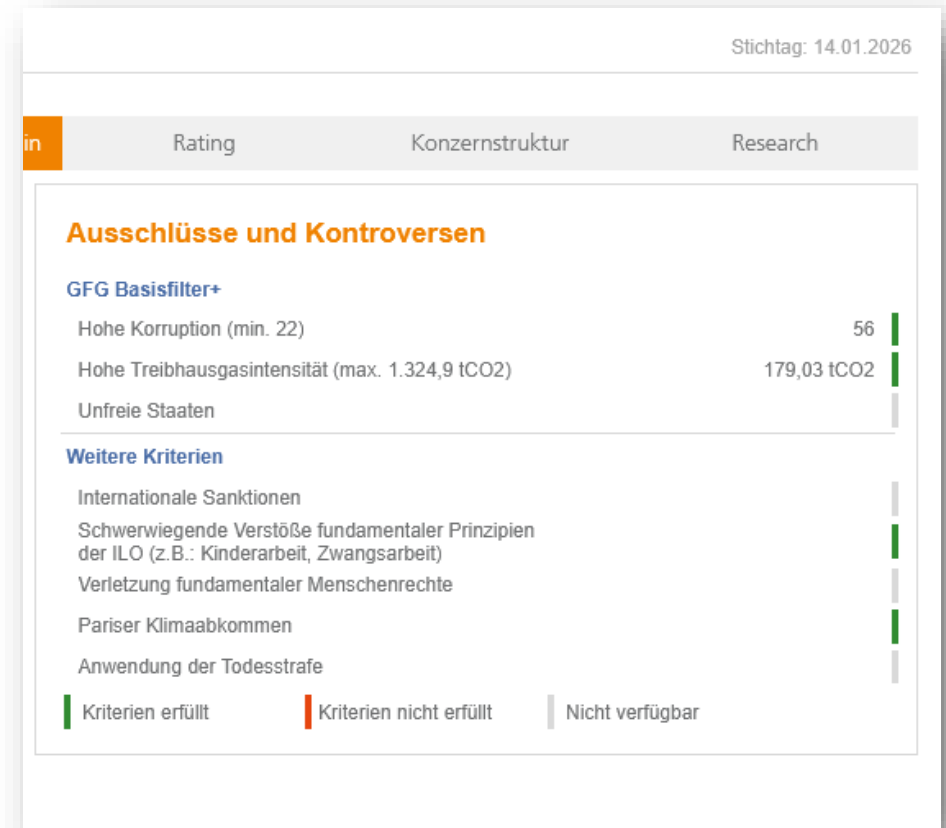 Stichtag: 14.01.2026
in Rating Konzernstruktur Research
Ausschlüsse und Kontroversen
GFG Basisfilter+
Hohe Korruption (min. 22) 56
Hohe Treibhausgasintensität (max. 1.324,9 tCO2) 179,03 tCO2
Unfreie Staaten
Weitere Kriterien
Internationale Sanktionen
Schwerwiegende Verstöße fundamentaler Prinzipien
der ILO (z.B.: Kinderarbeit, Zwangsarbeit)
Verletzung fundamentaler Menschenrechte
Pariser Klimaabkommen
Anwendung der Todesstrafe
Kriterien erfüllt Kriterien nicht erfüllt Nicht verfügbar